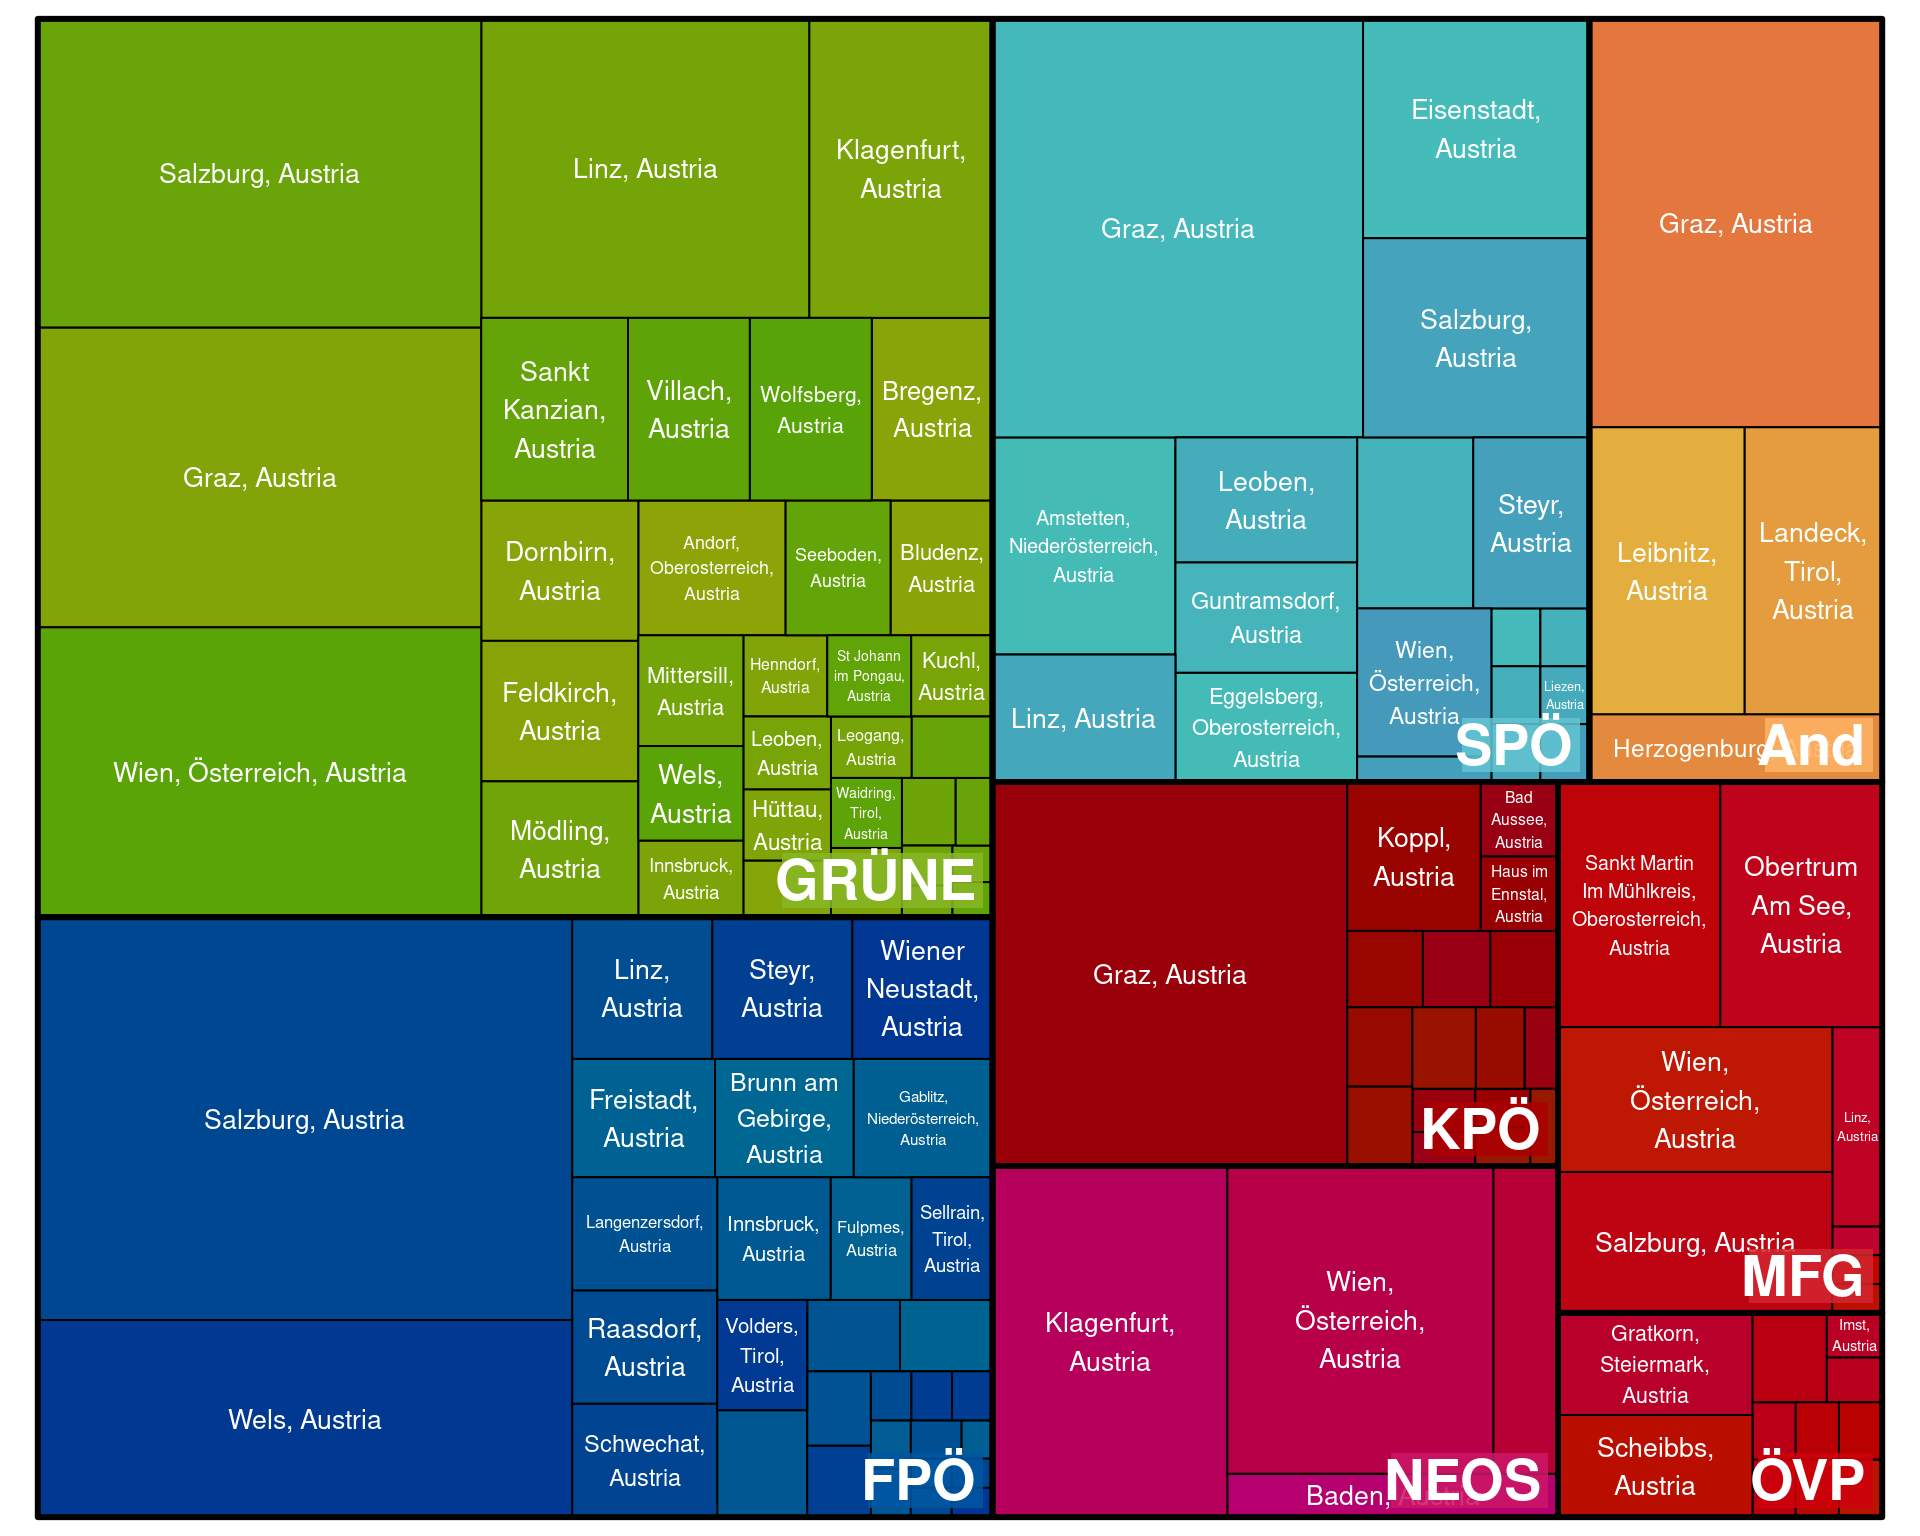 Salzburg, Austria
Graz, Austria
Wien, Österreich, Austria
Linz, Austria
Klagenfurt,
Austria
Sankt
Kanzian,
Austria
Villach,
Austria
Wolfsberg,
Austria
Bregenz,
Austria
Dornbirn,
Austria
Andorf,
Oberosterreich,
Austria
Seeboden,
Austria
Bludenz,
Austria
Feldkirch,
Austria
Mödling,
Austria
Mittersill,
Austria
Wels,
Austria
Innsbruck,
Austria
Henndorf,
Austria
St Johann
im Pongau,
Austria
Kuchl,
Austria
Leoben,
Austria
Leogang,
Austria
Hüttau,
Austria
Waidring,
Tirol,
Austria
GRÜNE
Salzburg, Austria
Wels, Austria
Linz,
Austria
Steyr,
Austria
Wiener
Neustadt,
Austria
Freistadt,
Austria
Brunn am
Gebirge,
Austria
Gablitz,
Niederösterreich,
Austria
Langenzersdorf,
Austria
Innsbruck,
Austria
Fulpmes,
Austria
Sellrain,
Tirol,
Austria
Raasdorf,
Austria
Schwechat,
Austria
Volders,
Tirol,
Austria
FPÖ
Graz, Austria
Eisenstadt,
Austria
Salzburg,
Austria
Amstetten,
Niederösterreich,
Austria
Linz, Austria
Leoben,
Austria
Guntramsdorf,
Austria
Eggelsberg,
Oberosterreich,
Austria
Steyr,
Austria
Wien,
Österreich,
Austria
Liezen,
Austria
SPÖ
Graz, Austria
Leibnitz,
Austria
Landeck,
Tirol,
Austria
Herzogenburg
And
Graz, Austria
Koppl,
Austria
Bad
Aussee,
Austria
Haus im
Ennstal,
Austria
KPÖ
Sankt Martin
Im Mühlkreis,
Oberosterreich,
Austria
Obertrum
Am See,
Austria
Wien,
Österreich,
Austria
Linz,
Austria
Salzburg, Austria
MFG
Klagenfurt,
Austria
Wien,
Österreich,
Austria
Baden, Austria
NEOS
Gratkorn,
Steiermark,
Austria
Scheibbs,
Austria
Imst,
Austria
ÖVP